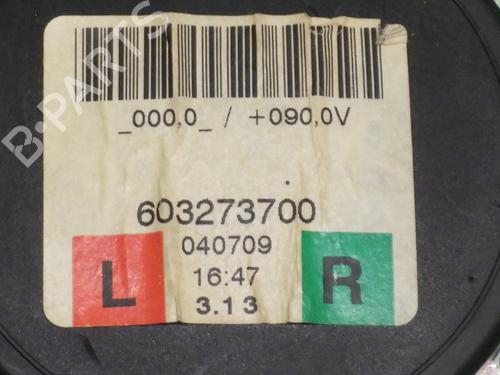 B-PARTS
_000,0_ / +090,0V
603273700
040709
16:47
3.13
L
R